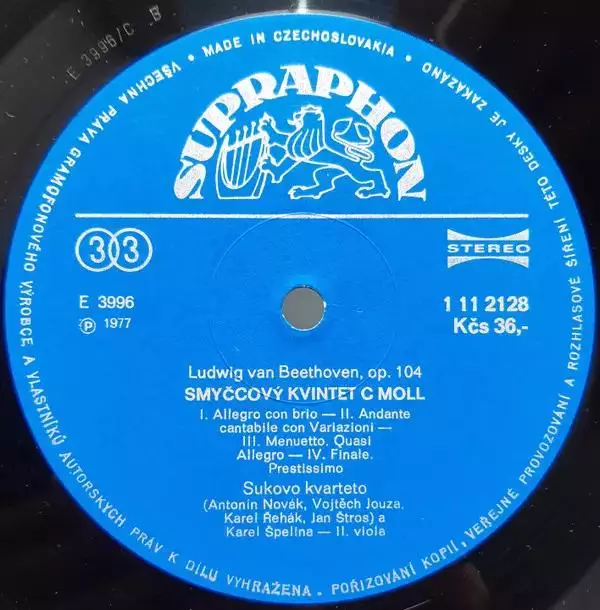 E 3996/C B
VŠECHNA PRÁVA GRAMOFONOVÉHO VÝROBCE A VLASTNÍKŮ AUTORSKÝCH PRÁV K DÍLU VYHRAŽENA. • POŘIZOVÁNÍ KOPIÍ, VEŘEJNÉ PROVOZOVÁNÍ A ROZHLASOVÉ ŠÍŘENÍ TÉTO DESKY JE ZAKÁZÁNO • MADE IN CZECHOSLOVAKIA •
SUPRAPHON
33
STEREO
E 3996
1 11 2128
Ⓟ 1977
Kčs 36,-
Ludwig van Beethoven, op. 104
SMYČCOVÝ KVINTET C MOLL
I. Allegro con brio — II. Andante
cantabile con Variazioni —
III. Menuetto. Quasi
Allegro — IV. Finale.
Prestissimo
Sukovo kvarteto
(Antonín Novák, Vojtěch Jouza,
Karel Řehák, Jan Štros) a
Karel Špelina — II. viola